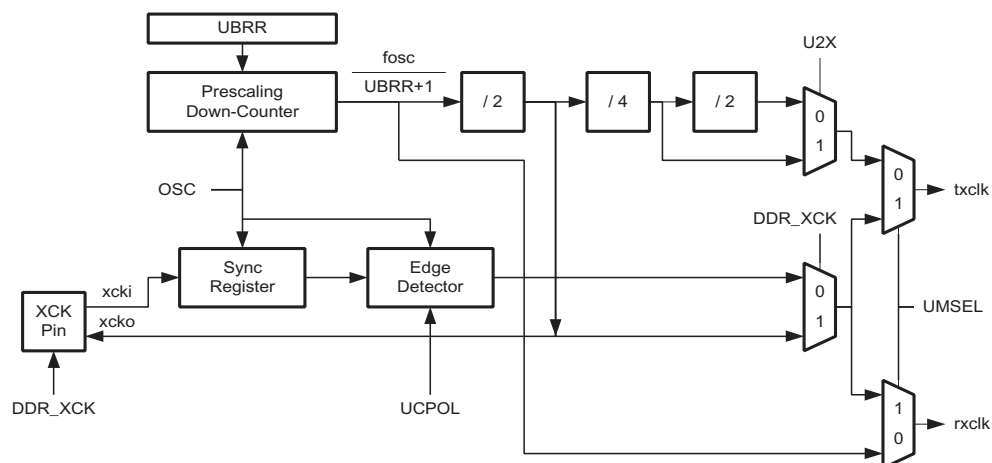 UBRR
U2X
fosc
Prescaling
Down-Counter
UBRR+1
/ 2
/ 4
/ 2
0
1
OSC
0
1
txclk
DDR_XCK
Sync
Register
Edge
Detector
xcki
0
1
XCK
Pin
xcko
UMSEL
DDR_XCK
UCPOL
1
0
rxclk